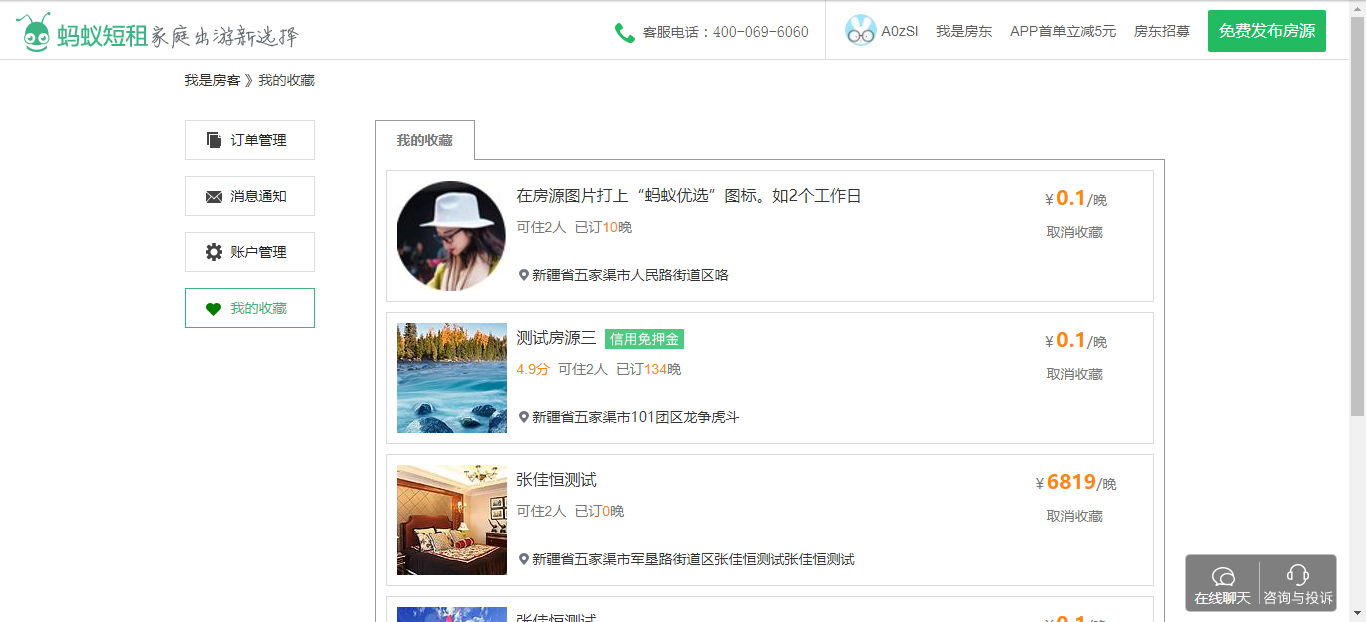 蚂蚁短租 家庭出游新选择
客服电话：400-069-6060
A0zSI 我是房东 APP首单立减5元 房东招募 免费发布房源
我是房客 》我的收藏
订单管理
消息通知
账户管理
我的收藏
我的收藏
在房源图片打上“蚂蚁优选”图标。如2个工作日
¥0.1/晚
可住2人 已订10晚
取消收藏
新疆省五家渠市人民路街道区咯
测试房源三 信用免押金
¥0.1/晚
4.9分 可住2人 已订134晚
取消收藏
新疆省五家渠市101团区龙争虎斗
张佳恒测试
¥6819/晚
可住2人 已订0晚
取消收藏
新疆省五家渠市军垦路街道区张佳恒测试张佳恒测试
张佳恒测试
¥0.1/晚
在线聊天 咨询与投诉